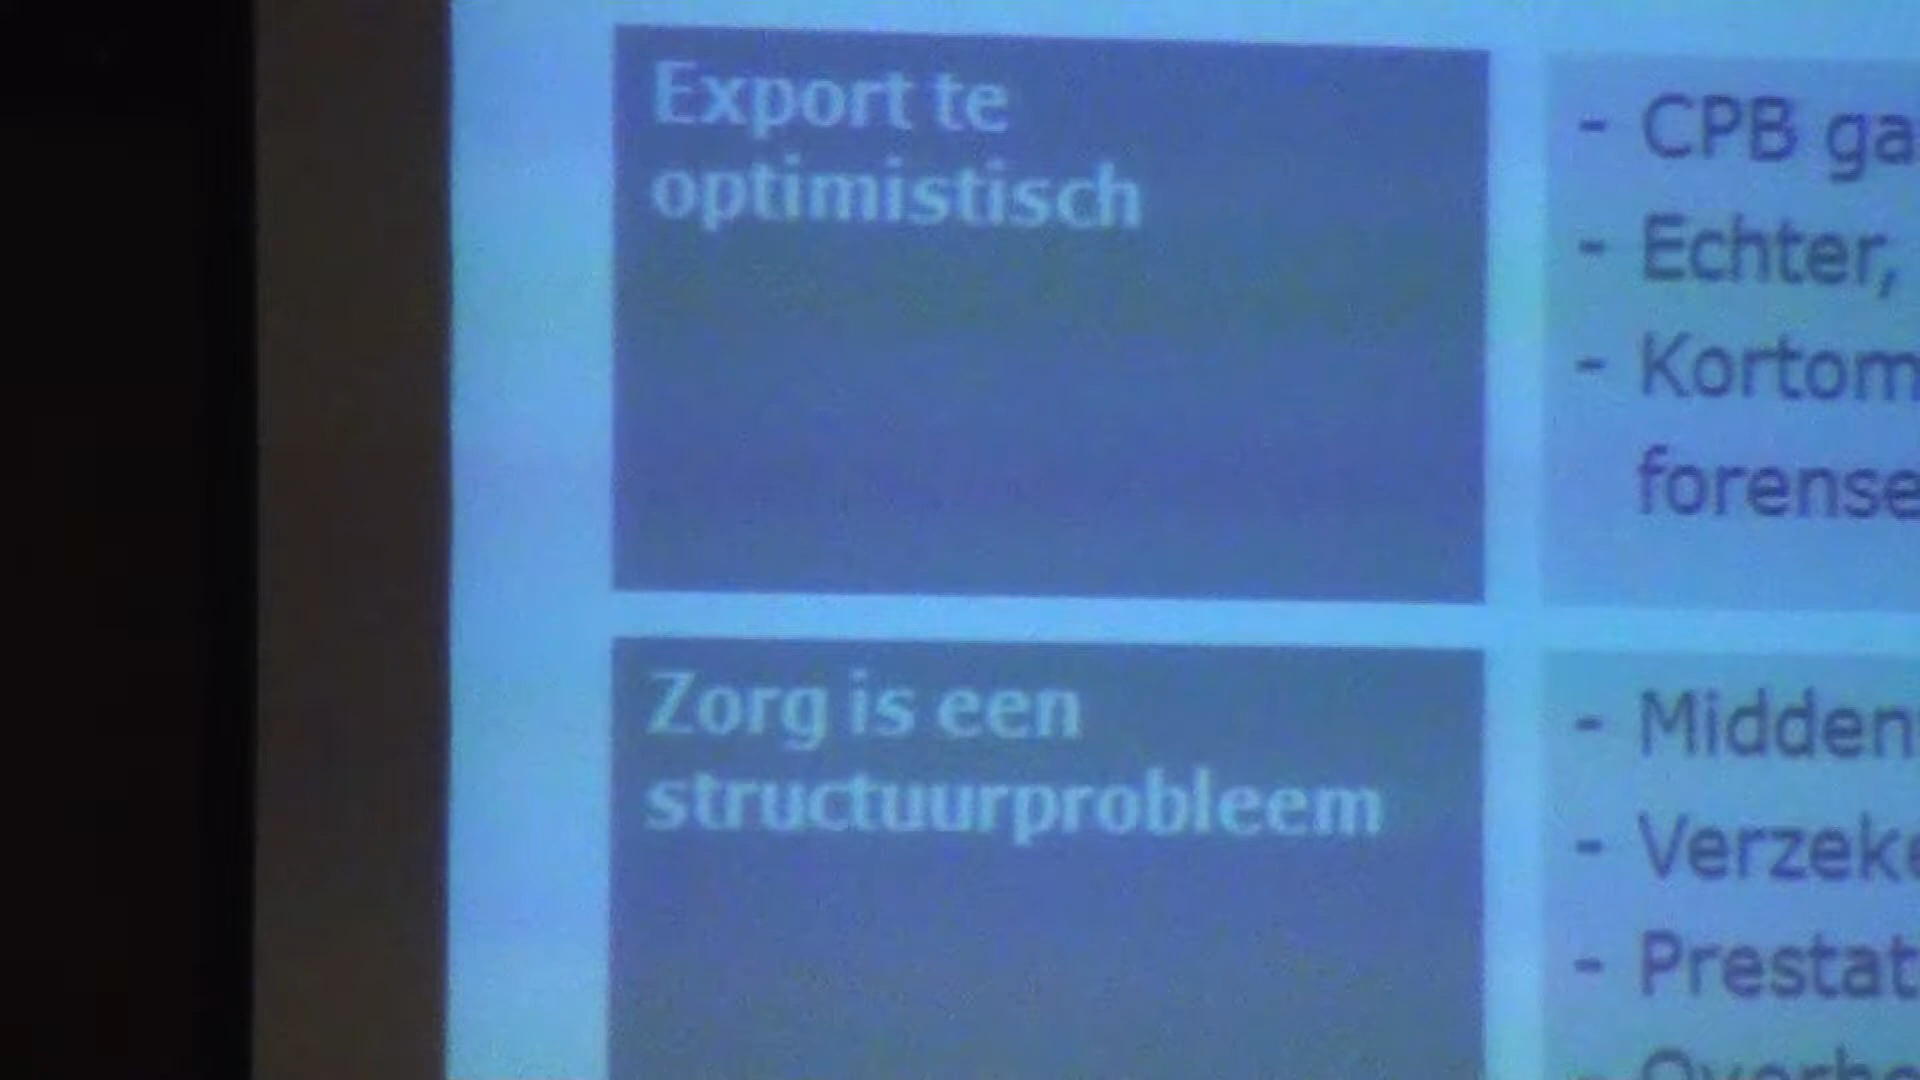 Export te
optimistisch
- CPB ga
- Echter,
- Kortom
forense
Zorg is een
structuurprobleem
- Midden
- Verzeke
- Prestat